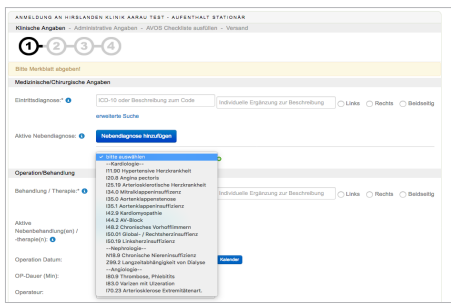 ANMELDUNG AN HIRSLANDEN KLINIK AARAU TEST - AUFENTHALT STATIONÄR
Klinische Angaben - Administrative Angaben - AVOS Checkliste ausfüllen - Versand
1 2 3 4
Bitte Merkblatt abgeben!
Medizinische/Chirurgische Angaben
Eintrittsdiagnose:* ICD-10 oder Beschreibung zum Code Individuelle Ergänzung zur Beschreibung Links Rechts Beidseitig
erweiterte Suche
Aktive Nebendiagnose: Nebendiagnose hinzufügen
✓ bitte auswählen
--Kardiologie--
I11.90 Hypertensive Herzkrankheit
I20.8 Angina pectoris
I25.19 Arteriosklerotische Herzkrankheit
I34.0 Mitralklappeninsuffizienz
I35.0 Aortenklappenstenose
I35.1 Aortenklappeninsuffizienz
I42.9 Kardiomyopathie
I44.2 AV-Block
I48.2 Chronisches Vorhofflimmern
I50.01 Global- / Rechtsherzinsuffienz
I50.19 Linksherzinsuffizienz
--Nephrologie--
N18.9 Chronische Niereninsuffizienz
Z99.2 Langzeitabhängigkeit von Dialyse
--Angiologie--
I80.9 Thrombose, Phlebitits
I83.0 Varizen mit Ulzeration
I70.23 Arteriosklerose Extremitätenart.
Operation/Behandlung
Behandlung / Therapie:* Individuelle Ergänzung zur Beschreibung Links Rechts Beidseitig
Aktive
Nebenbehandlung(en) /
-therapie(n):
Operation Datum: Kalender
OP-Dauer (Min):
Operateur: